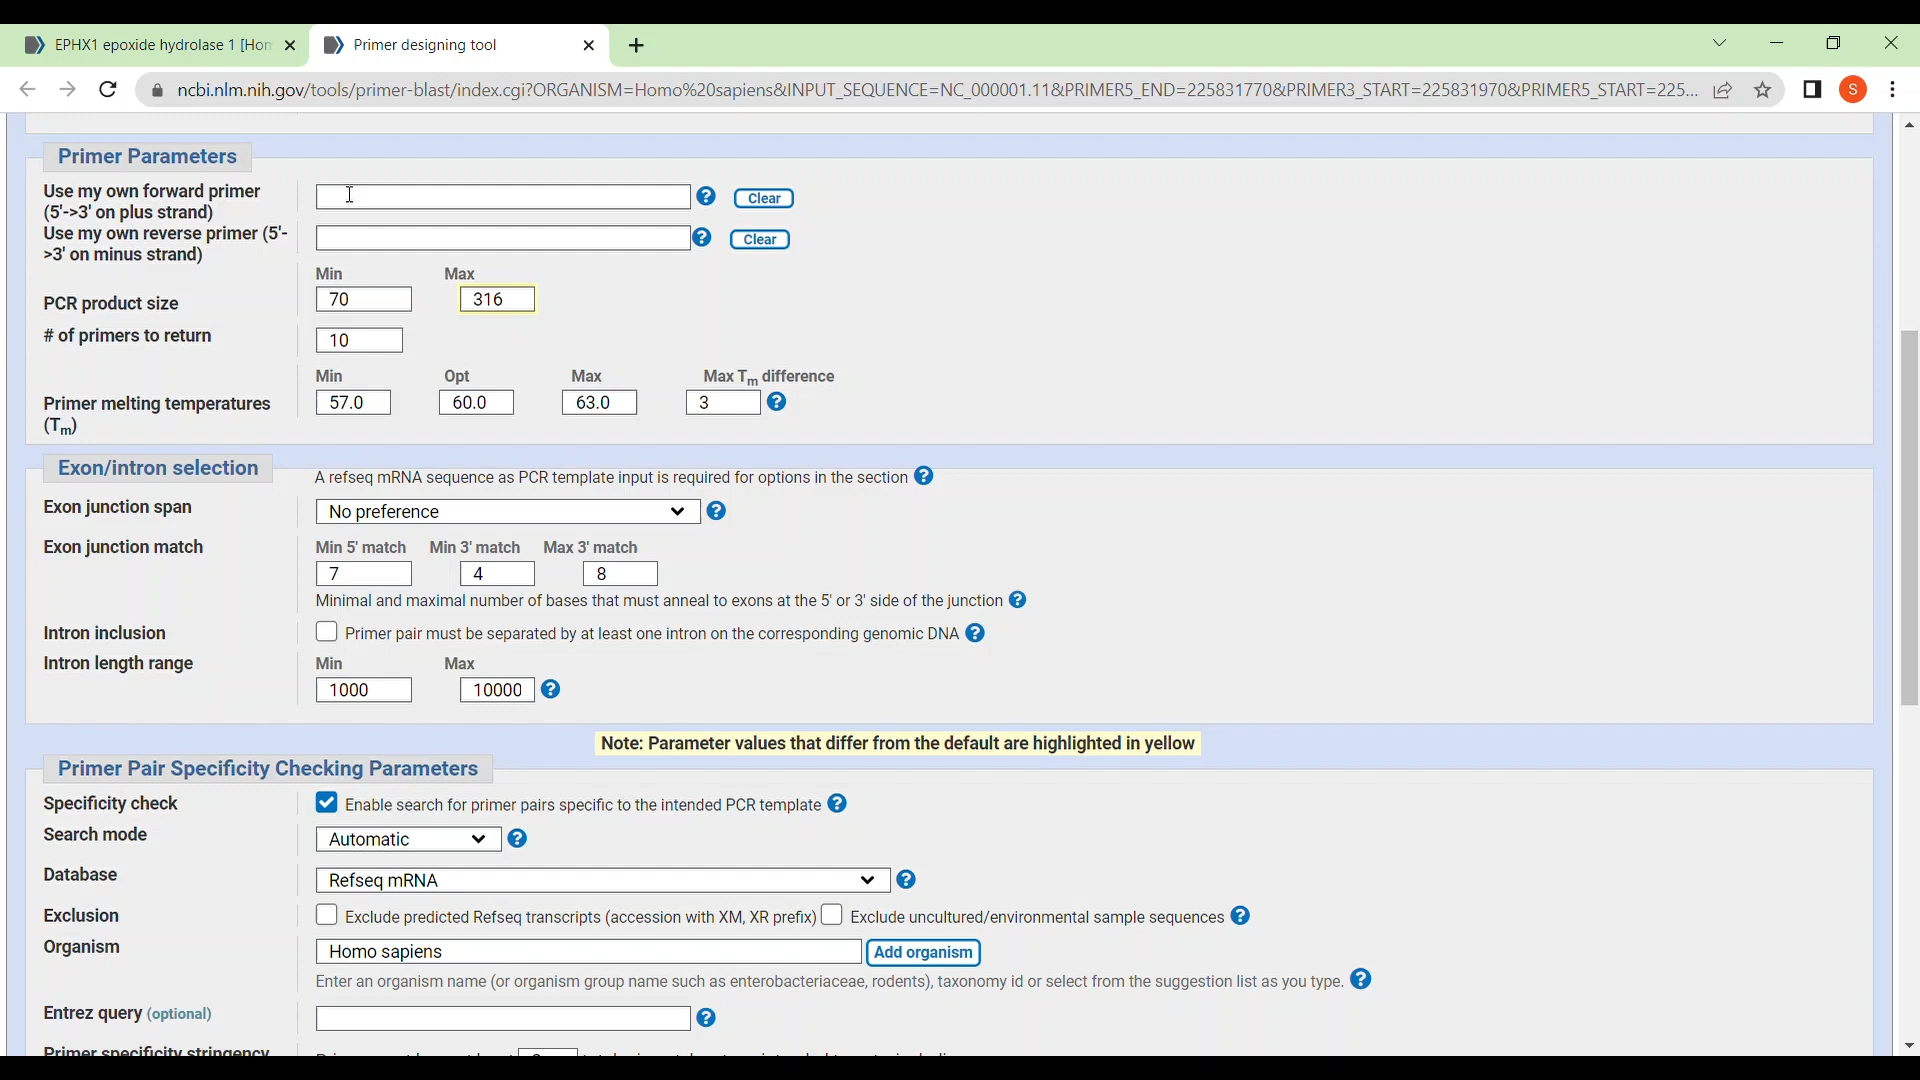 EPHX1 epoxide hydrolase 1 [Hom
Primer designing tool
ncbi.nlm.nih.gov/tools/primer-blast/index.cgi?ORGANISM=Homo%20sapiens&INPUT_SEQUENCE=NC_000001.11&PRIMER5_END=225831770&PRIMER3_START=225831970&PRIMER5_START=225...
S
Primer Parameters
Use my own forward primer
(5'->3' on plus strand)
? Clear
Use my own reverse primer (5'-
>3' on minus strand)
? Clear
Min Max
PCR product size 70 316
# of primers to return 10
Min Opt Max Max Tm difference
Primer melting temperatures 57.0 60.0 63.0 3 ?
(Tm)
Exon/intron selection
A refseq mRNA sequence as PCR template input is required for options in the section ?
Exon junction span No preference ?
Exon junction match Min 5' match Min 3' match Max 3' match
7 4 8
Minimal and maximal number of bases that must anneal to exons at the 5' or 3' side of the junction ?
Intron inclusion Primer pair must be separated by at least one intron on the corresponding genomic DNA ?
Intron length range Min Max
1000 10000 ?
Note: Parameter values that differ from the default are highlighted in yellow
Primer Pair Specificity Checking Parameters
Specificity check Enable search for primer pairs specific to the intended PCR template ?
Search mode Automatic ?
Database Refseq mRNA ?
Exclusion Exclude predicted Refseq transcripts (accession with XM, XR prefix) Exclude uncultured/environmental sample sequences ?
Organism Homo sapiens Add organism
Enter an organism name (or organism group name such as enterobacteriaceae, rodents), taxonomy id or select from the suggestion list as you type. ?
Entrez query (optional) ?
Primer specificity stringency